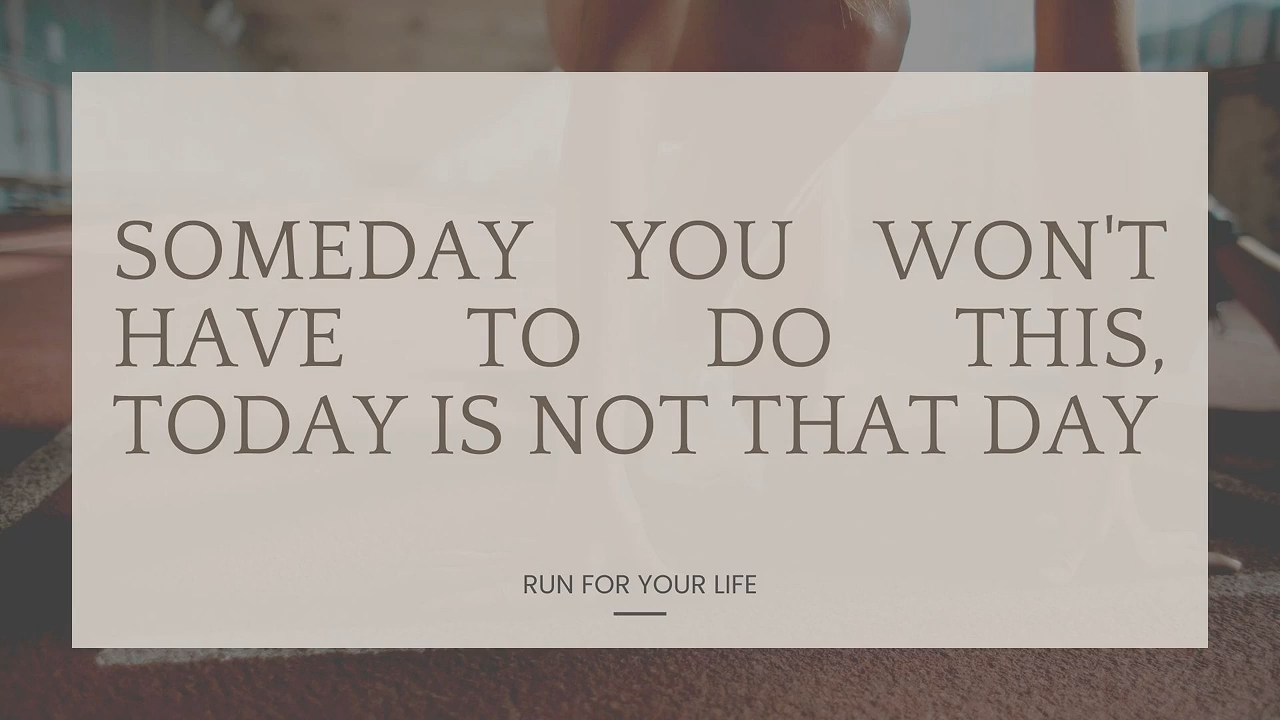 SOMEDAY YOU WON'T
HAVE TO DO THIS,
TODAY IS NOT THAT DAY
RUN FOR YOUR LIFE